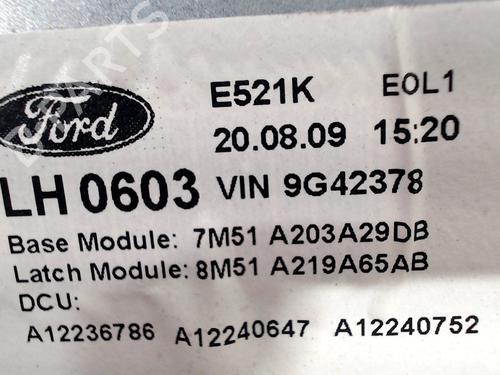 E521K EOL1
Ford 20.08.09 15:20
LH 0603 VIN 9G42378
Base Module: 7M51 A203A29DB
Latch Module: 8M51 A219A65AB
DCU:
A12236786 A12240647 A12240752